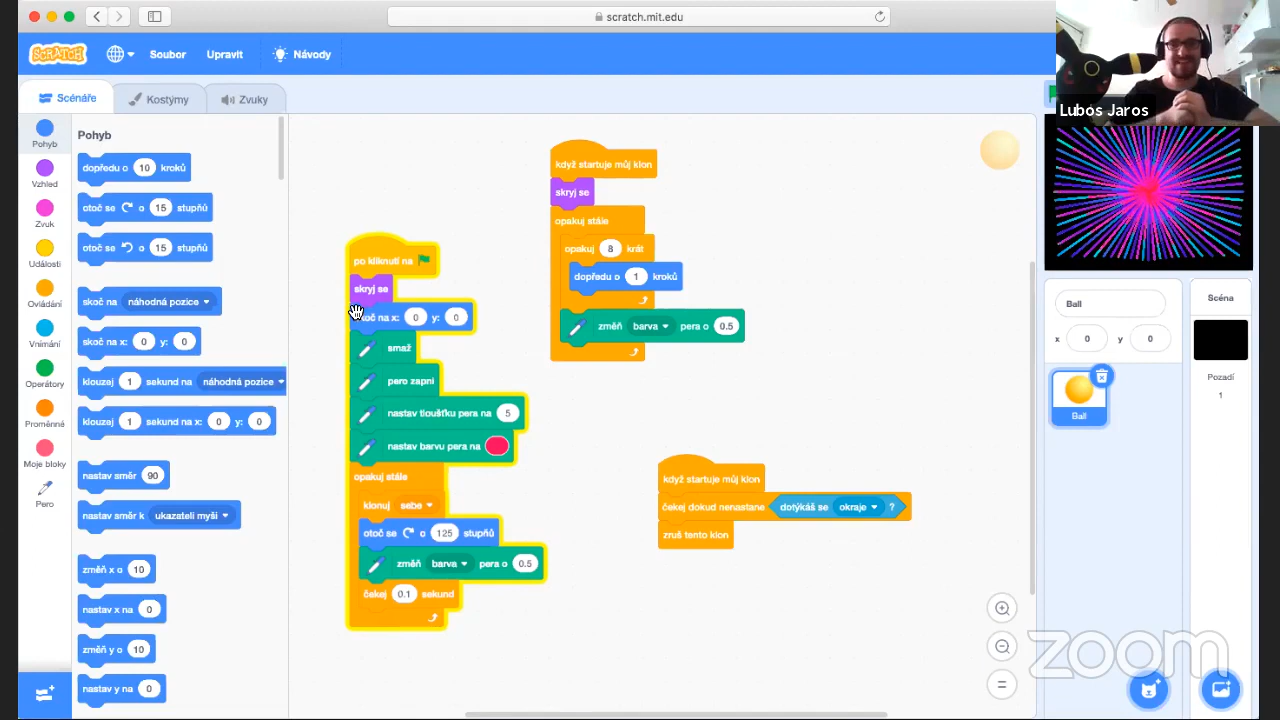 scratch.mit.edu
SCRATCH
Soubor
Upravit
Návody
Lubos Jaros
Scénáře
Kostýmy
Zvuky
Pohyb
Vzhled
Zvuk
Události
Ovládání
Vnímání
Operátory
Proměnné
Moje bloky
Pero
Pohyb
dopředu o 10 kroků
otoč se o 15 stupňů
otoč se o 15 stupňů
skoč na náhodná pozice
skoč na x: 0 y: 0
klouzaj 1 sekund na náhodná pozice
klouzaj 1 sekund na x: 0 y: 0
nastav směr 90
nastav směr k ukazateli myši
změň x o 10
nastav x na 0
změň y o 10
nastav y na 0
po kliknutí na
skryj se
skoč na x: 0 y: 0
smaž
pero zapni
nastav tloušťku pera na 5
nastav barvu pera na
opakuj stále
klonuj sebe
otoč se o 125 stupňů
změň barva pera o 0.5
čekej 0.1 sekund
když startuje můj klon
skryj se
opakuj stále
opakuj 8 krát
dopředu o 1 kroků
změň barva pera o 0.5
když startuje můj klon
čekej dokud nenastane dotýkáš se okraje ?
zruš tento klon
Ball
x 0 y 0
Ball
Scéna
Pozadí
1
zoom